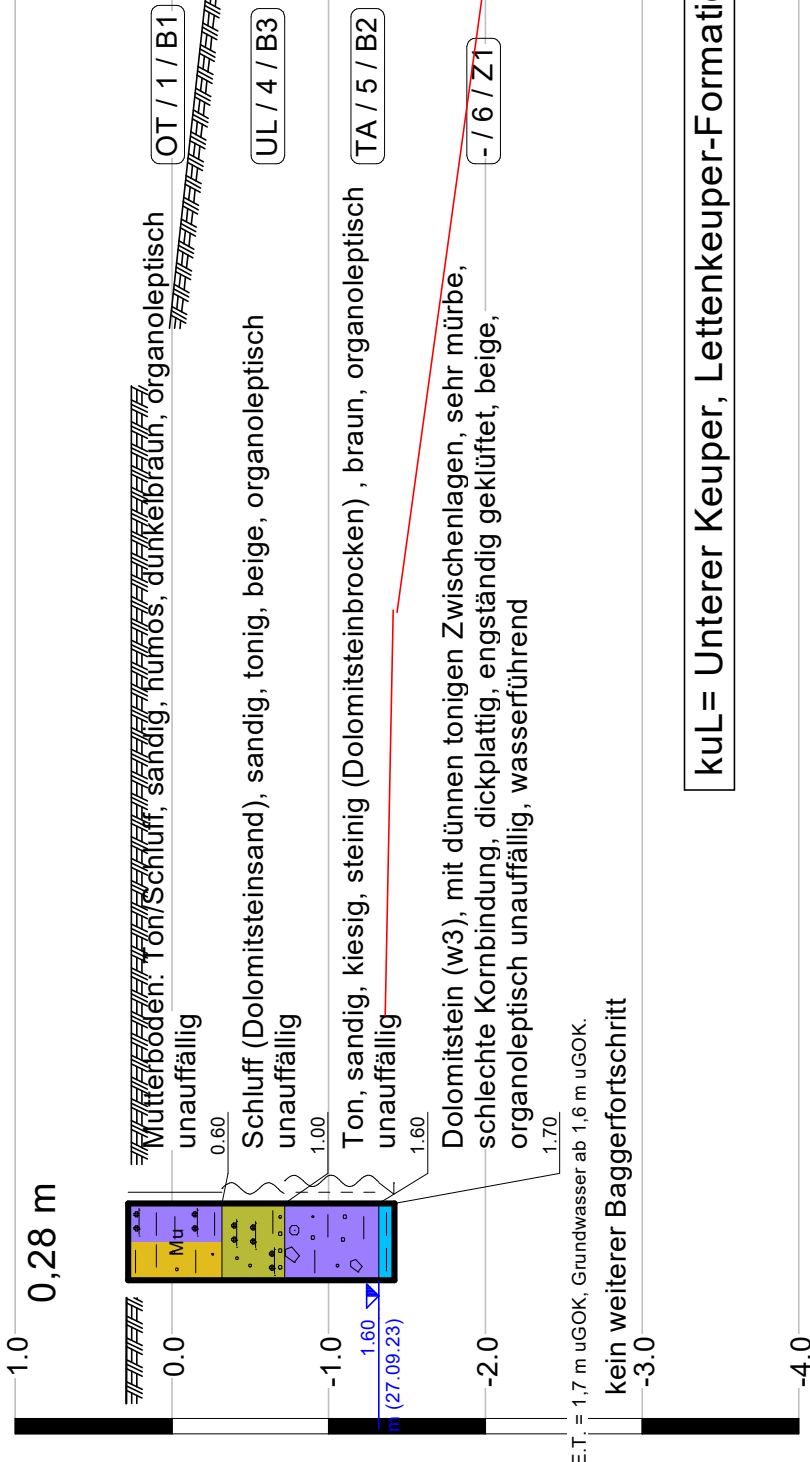 0,28 m
1.0
0.0
-1.0
-2.0
-3.0
-4.0
Mu
Mutterboden: Ton/Schluff, sandig, humos, dunkelbraun, organoleptisch
unauffällig
0.60
OT / 1 / B1
Schluff (Dolomitsteinsand), sandig, tonig, beige, organoleptisch
unauffällig
1.00
UL / 4 / B3
Ton, sandig, kiesig, steinig (Dolomitsteinbrocken) , braun, organoleptisch
unauffällig
1.60
TA / 5 / B2
Dolomitstein (w3), mit dünnen tonigen Zwischenlagen, sehr mürbe,
schlechte Kornbindung, dickplattig, engständig geklüftet, beige,
organoleptisch unauffällig, wasserführend
1.70
- / 6 / Z1
1.60
m (27.09.23)
E.T. = 1,7 m uGOK, Grundwasser ab 1,6 m uGOK.
kein weiterer Baggerfortschritt
kuL= Unterer Keuper, Lettenkeuper-Formati